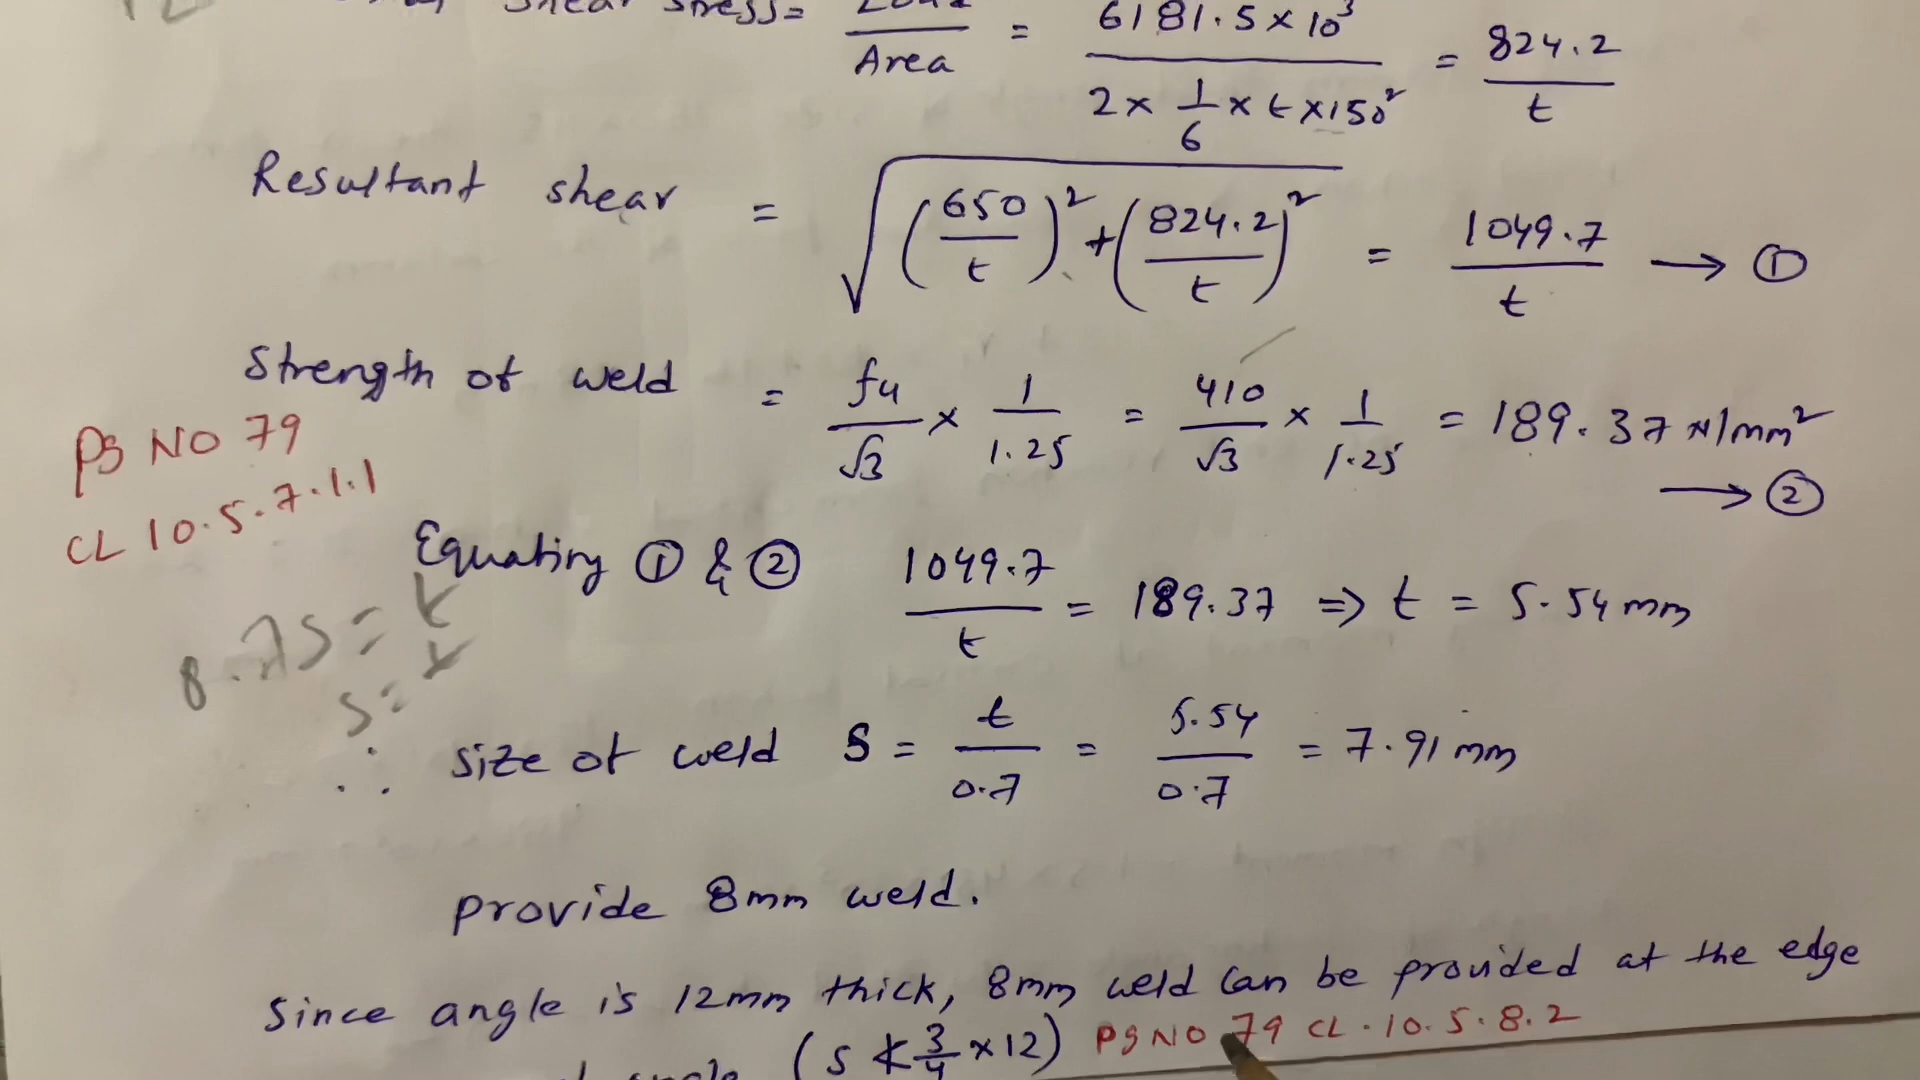 shear stress = Load / Area = 6181.5 × 10³ / 2 × 1/6 × t × 150² = 824.2 / t
Resultant shear = √((650/t)² + (824.2/t)²) = 1049.7 / t → ①
Strength of weld = fu/√3 × 1/1.25 = 410/√3 × 1/1.25 = 189.37 N/mm²
→ ②
Pg NO 79
CL 10.5.7.1.1
Equating ① & ② 1049.7 / t = 189.37 ⇒ t = 5.54 mm
0.7S = t
S =
∴ size of weld S = t / 0.7 = 5.54 / 0.7 = 7.91 mm
provide 8mm weld.
Since angle is 12mm thick, 8mm weld can be provided at the edge
angle (S ≮ 3/4 × 12) Pg NO 79 CL. 10.5.8.2